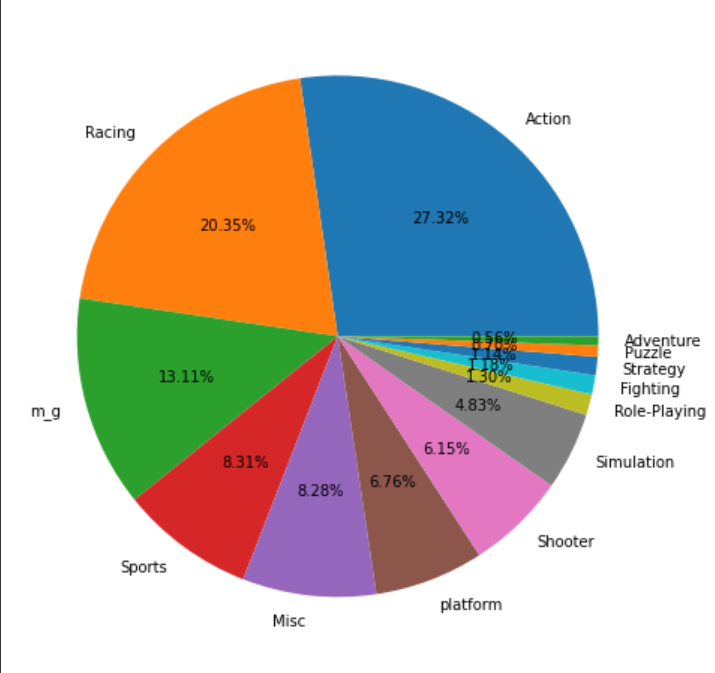 Action
Racing
27.32%
20.35%
0.56%
Adventure
Puzzle
1.14%
Strategy
1.18%
1.30%
Fighting
13.11%
4.83%
Role-Playing
m_g
6.15%
8.31%
Simulation
6.76%
8.28%
Shooter
Sports
platform
Misc